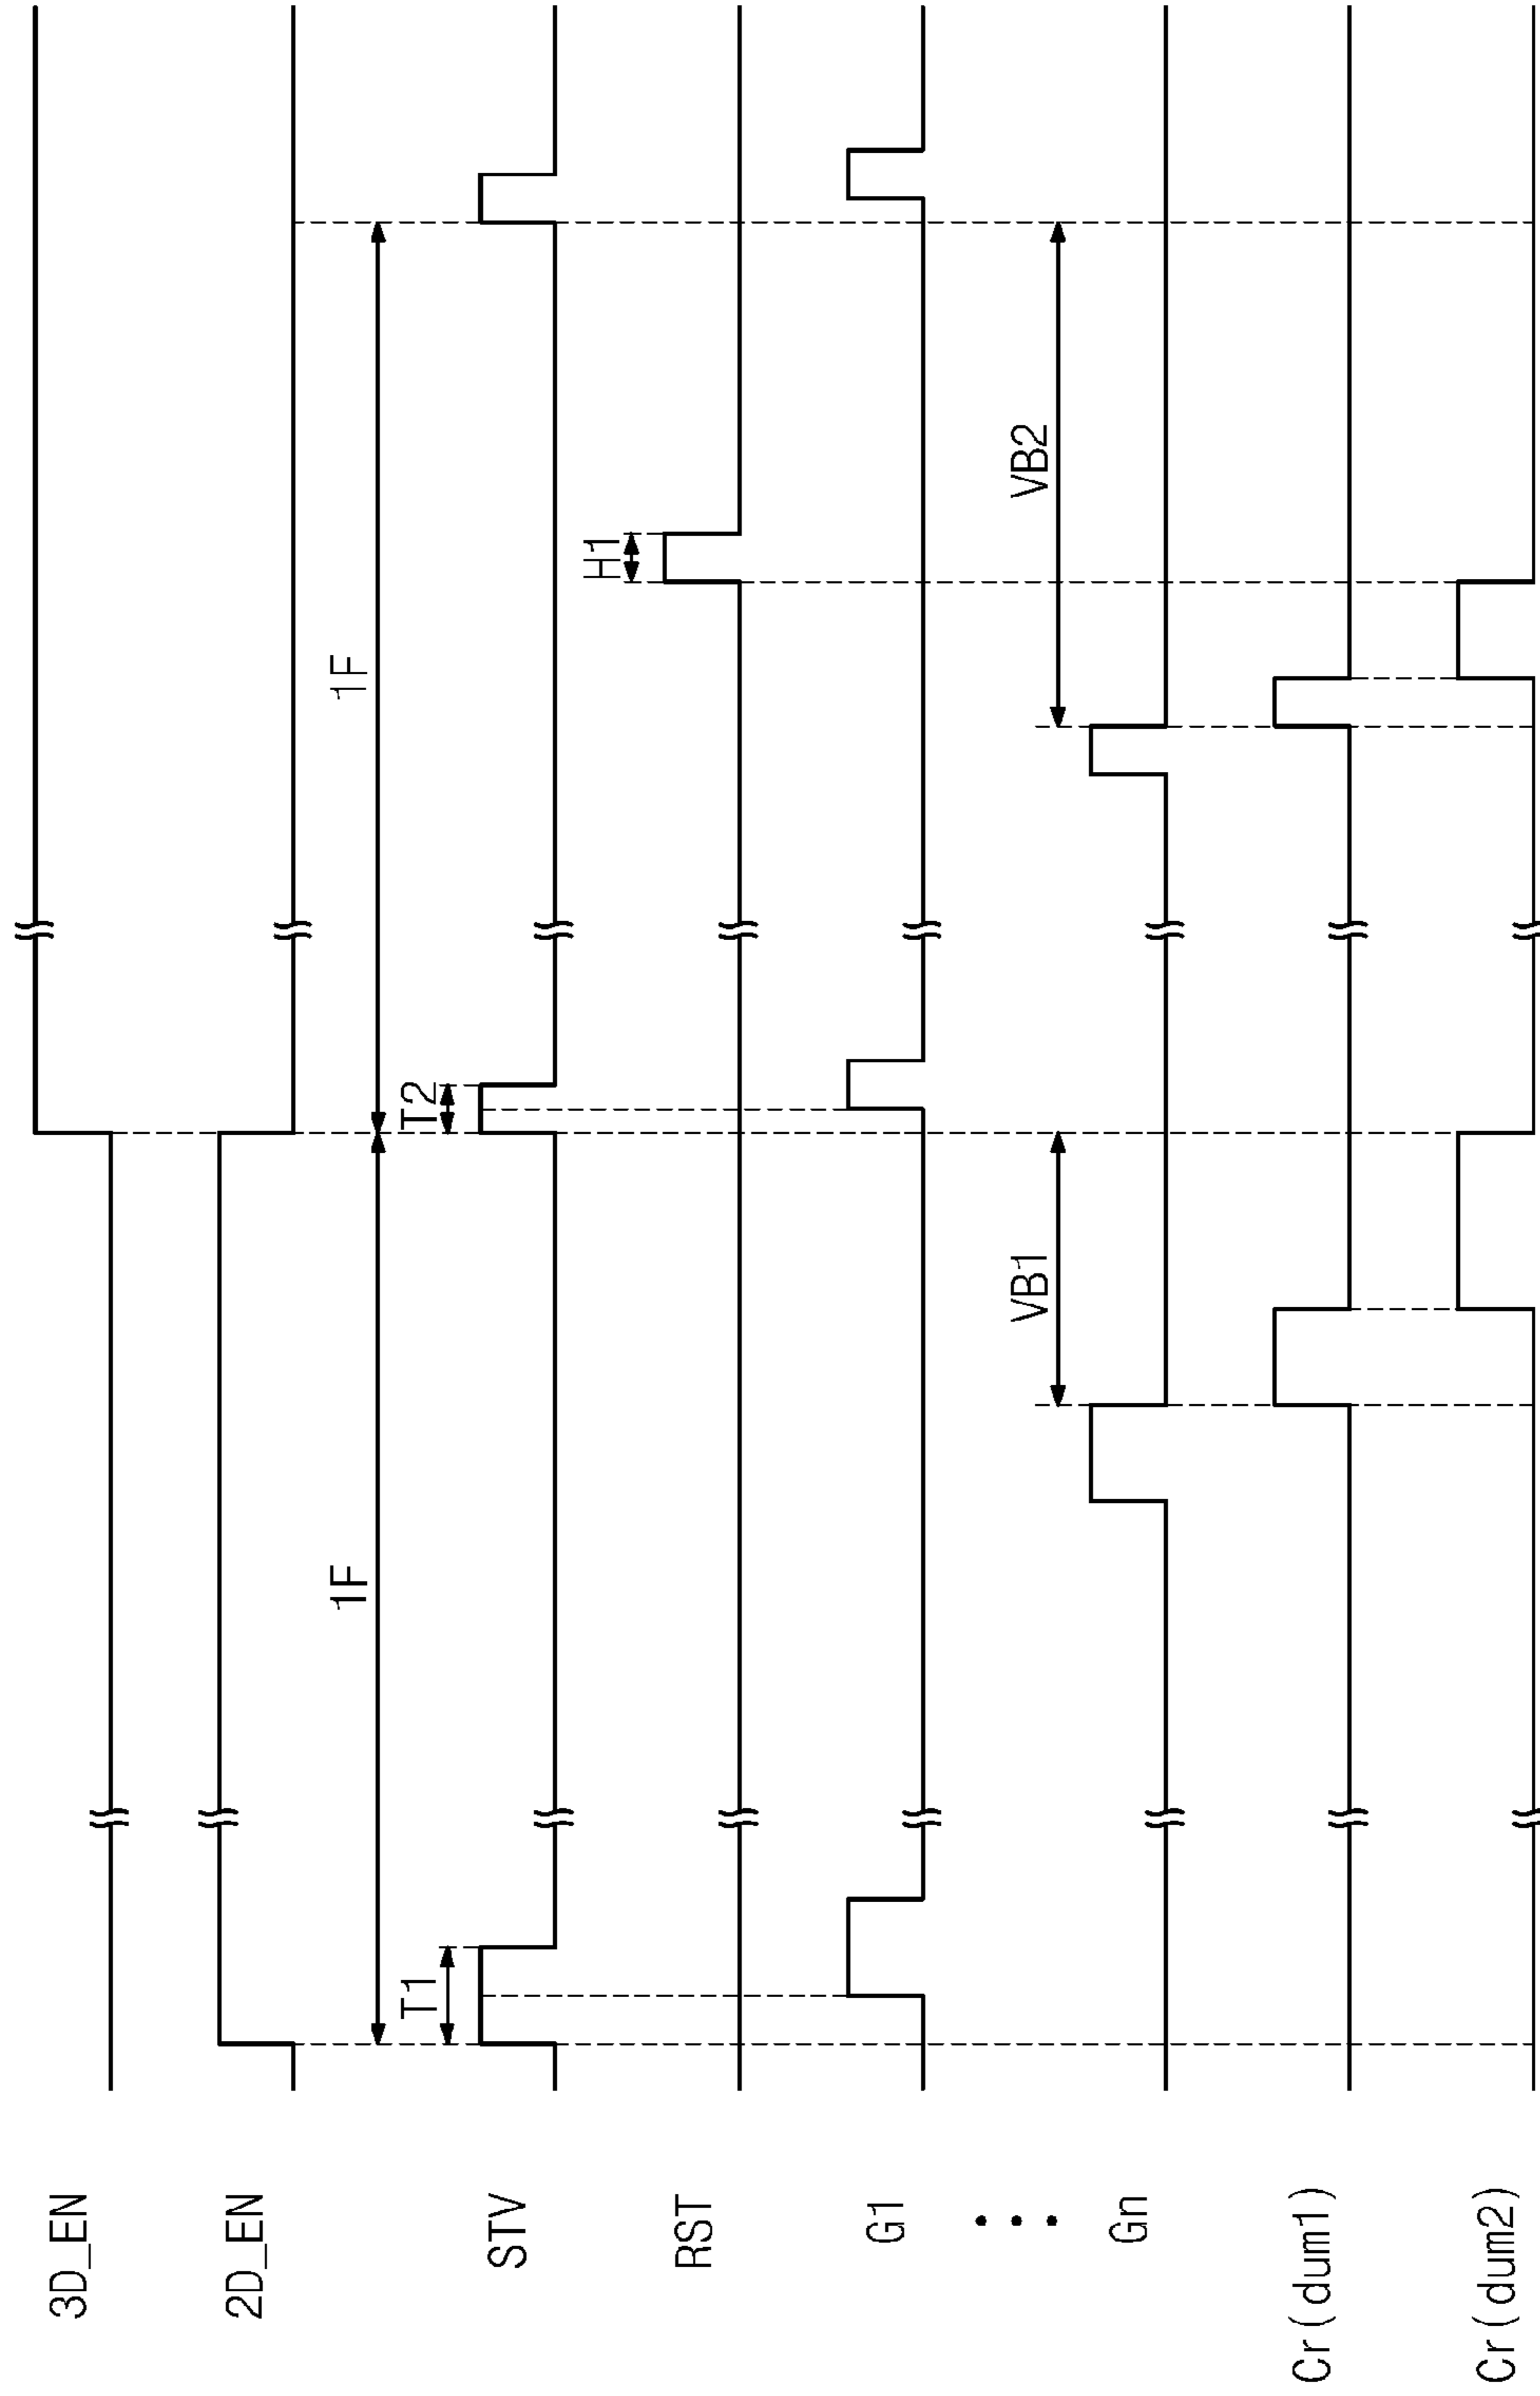 3D_EN
2D_EN
1F
1F
T1
T2
STV
H1
RST
G1
VB1
VB2
Gn
Cr(dum1)
Cr(dum2)